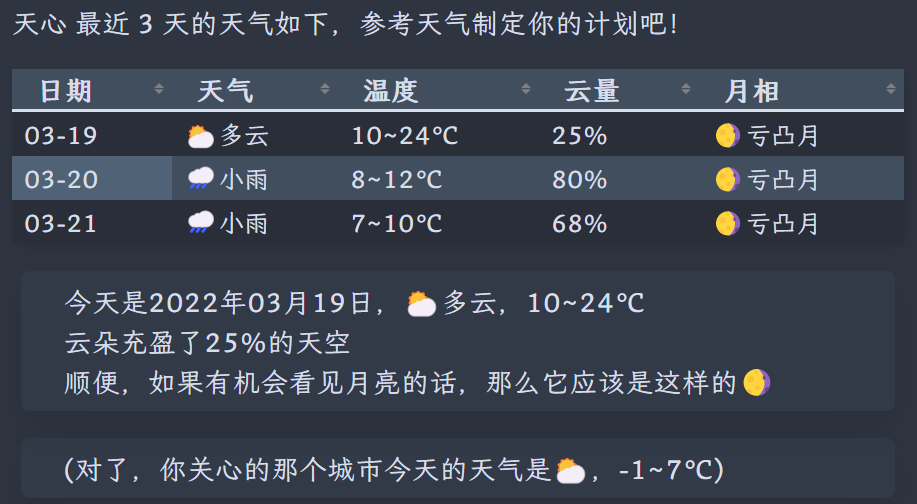 天心 最近 3 天的天气如下，参考天气制定你的计划吧!
日期 天气 温度 云量 月相
03-19 多云 10~24℃ 25% 亏凸月
03-20 小雨 8~12℃ 80% 亏凸月
03-21 小雨 7~10℃ 68% 亏凸月
今天是2022年03月19日，多云，10~24℃
云朵充盈了25%的天空
顺便，如果有机会看见月亮的话，那么它应该是这样的
(对了，你关心的那个城市今天的天气是，-1~7℃)